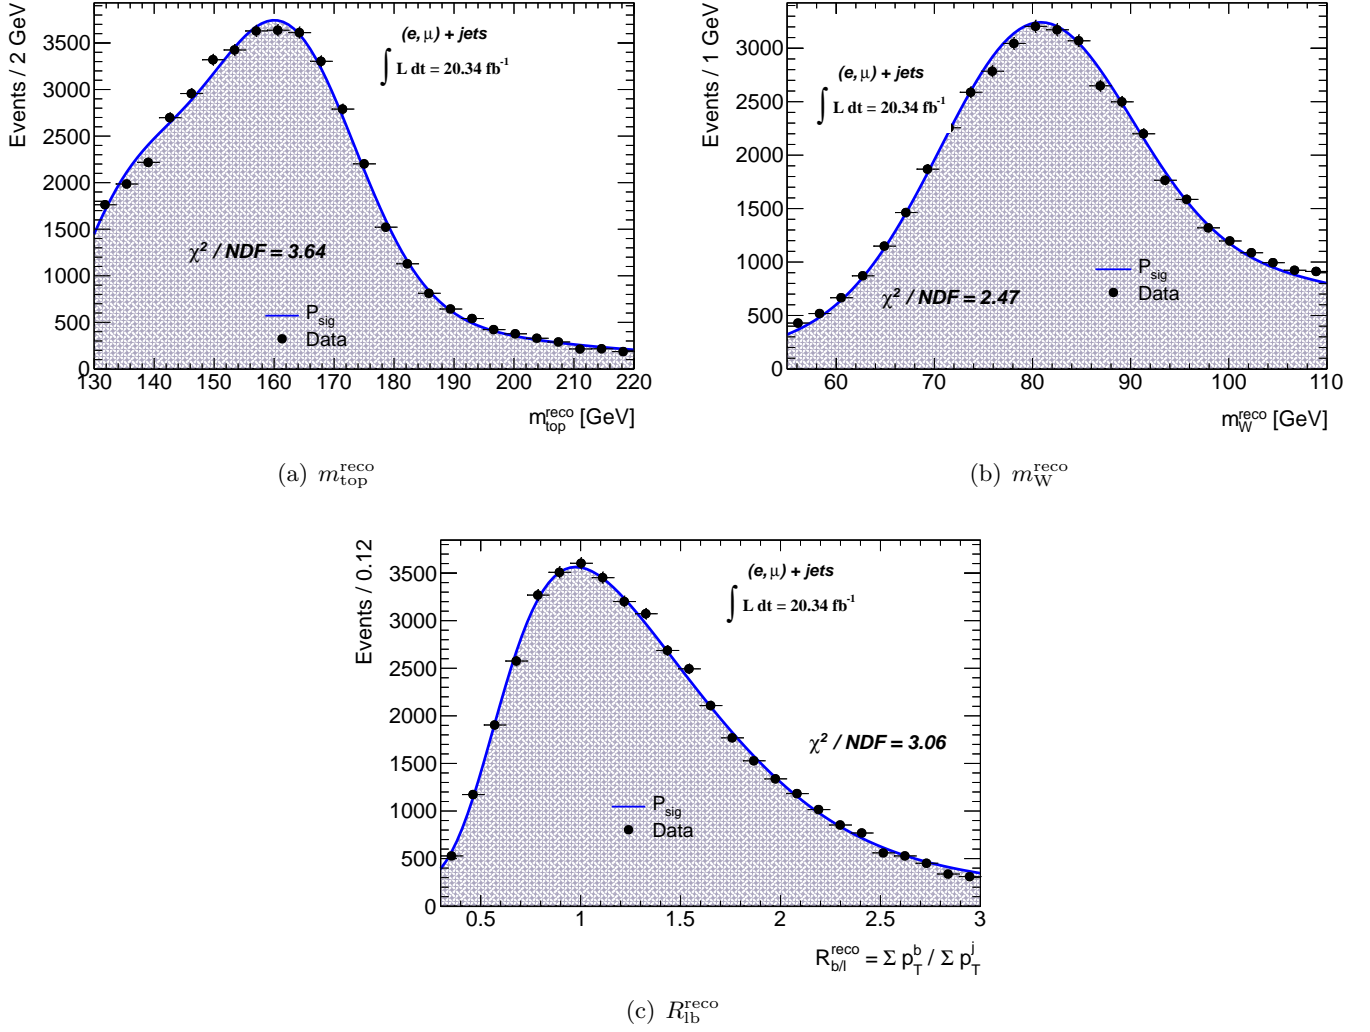 Events / 2 GeV
3500
3000
2500
2000
1500
1000
500
0
(e, μ) + jets
∫ L dt = 20.34 fb⁻¹
χ² / NDF = 3.64
P_sig
Data
130 140 150 160 170 180 190 200 210 220
m_top^reco [GeV]
(a) m_top^reco
Events / 1 GeV
3000
2500
2000
1500
1000
500
0
(e, μ) + jets
∫ L dt = 20.34 fb⁻¹
χ² / NDF = 2.47
P_sig
Data
60 70 80 90 100 110
m_W^reco [GeV]
(b) m_W^reco
Events / 0.12
3500
3000
2500
2000
1500
1000
500
0
(e, μ) + jets
∫ L dt = 20.34 fb⁻¹
χ² / NDF = 3.06
P_sig
Data
0.5 1 1.5 2 2.5 3
R_b/l^reco = Σ p_T^b / Σ p_T^j
(c) R_lb^reco